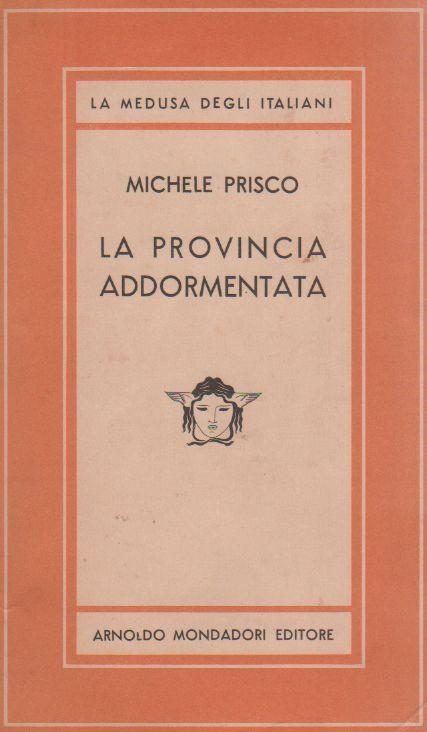 LA MEDUSA DEGLI ITALIANI
MICHELE PRISCO
LA PROVINCIA
ADDORMENTATA
ARNOLDO MONDADORI EDITORE